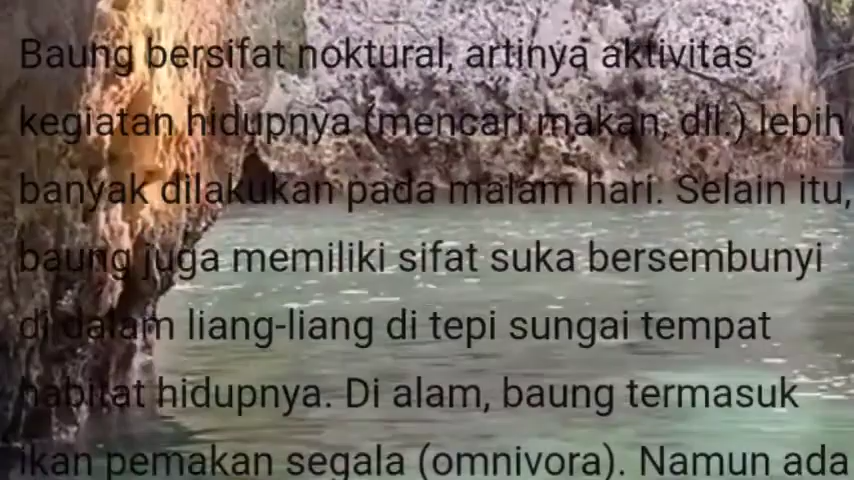 Baung bersifat noktural, artinya aktivitas
kegiatan hidupnya (mencari makan, dll.) lebih
banyak dilakukan pada malam hari. Selain itu,
baung juga memiliki sifat suka bersembunyi
di dalam liang-liang di tepi sungai tempat
habitat hidupnya. Di alam, baung termasuk
ikan pemakan segala (omnivora). Namun ada